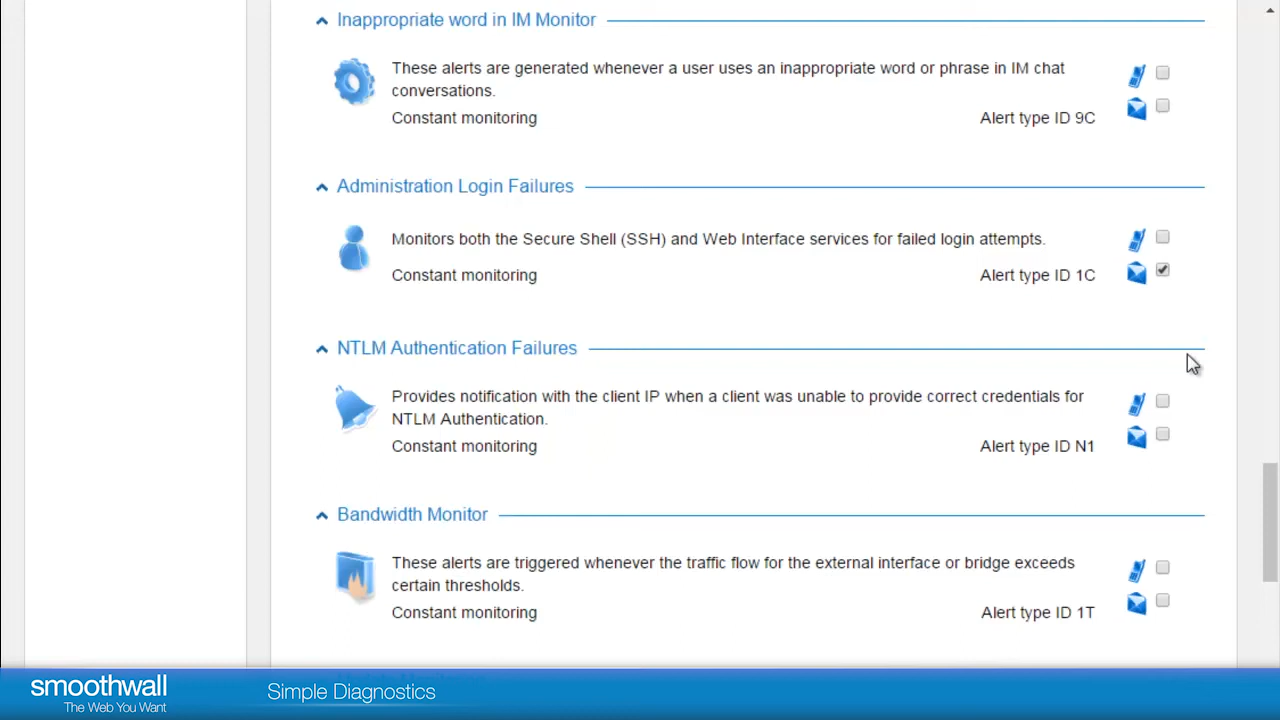 Inappropriate word in IM Monitor
These alerts are generated whenever a user uses an inappropriate word or phrase in IM chat
conversations.
Constant monitoring
Alert type ID 9C
Administration Login Failures
Monitors both the Secure Shell (SSH) and Web Interface services for failed login attempts.
Constant monitoring
Alert type ID 1C
NTLM Authentication Failures
Provides notification with the client IP when a client was unable to provide correct credentials for
NTLM Authentication.
Constant monitoring
Alert type ID N1
Bandwidth Monitor
These alerts are triggered whenever the traffic flow for the external interface or bridge exceeds
certain thresholds.
Constant monitoring
Alert type ID 1T
smoothwall
The Web You Want
Simple Diagnostics